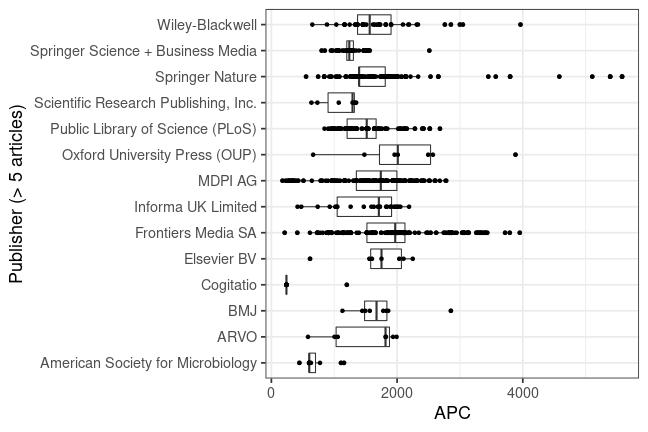 Publisher (> 5 articles)
Wiley-Blackwell
Springer Science + Business Media
Springer Nature
Scientific Research Publishing, Inc.
Public Library of Science (PLoS)
Oxford University Press (OUP)
MDPI AG
Informa UK Limited
Frontiers Media SA
Elsevier BV
Cogitatio
BMJ
ARVO
American Society for Microbiology
0 2000 4000
APC